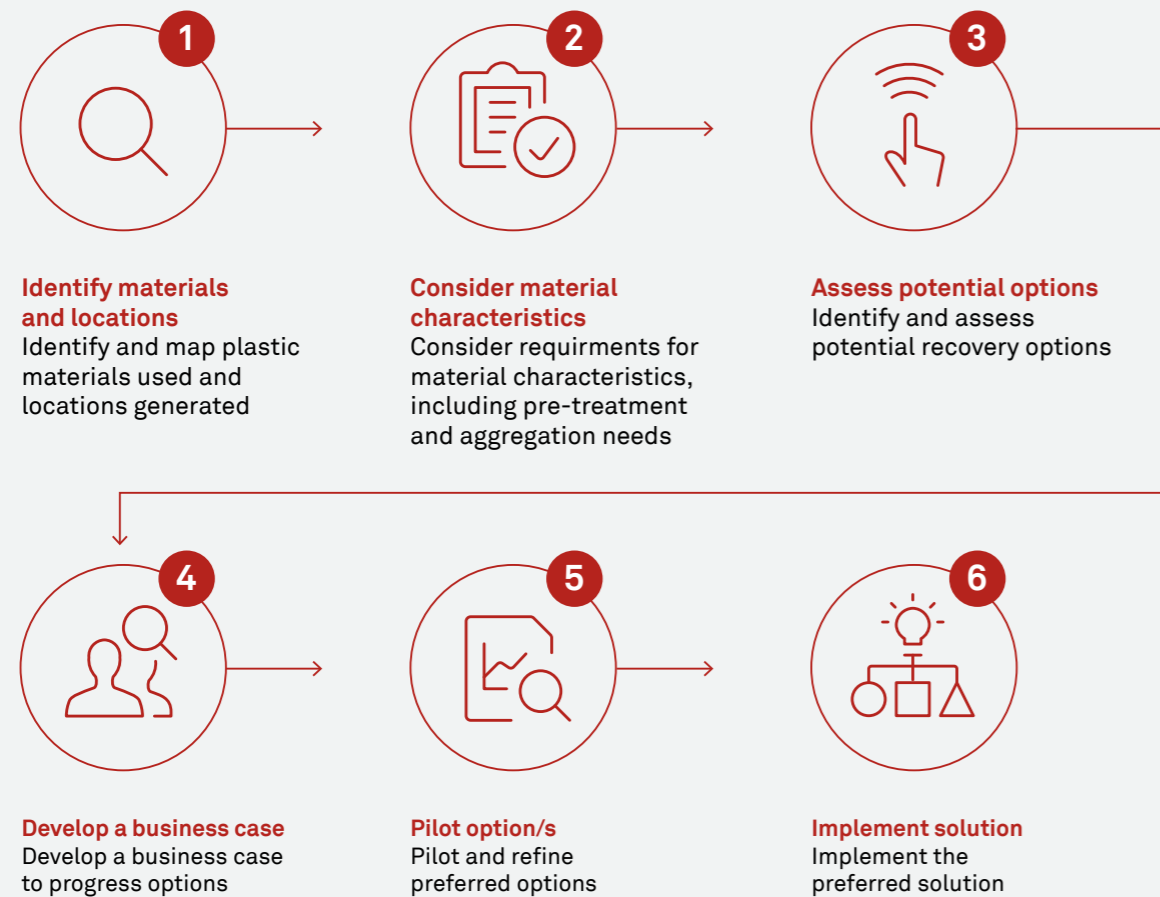 1
Identify materials
and locations
Identify and map plastic
materials used and
locations generated
2
Consider material
characteristics
Consider requirments for
material characteristics,
including pre-treatment
and aggregation needs
3
Assess potential options
Identify and assess
potential recovery options
4
Develop a business case
Develop a business case
to progress options
5
Pilot option/s
Pilot and refine
preferred options
6
Implement solution
Implement the
preferred solution